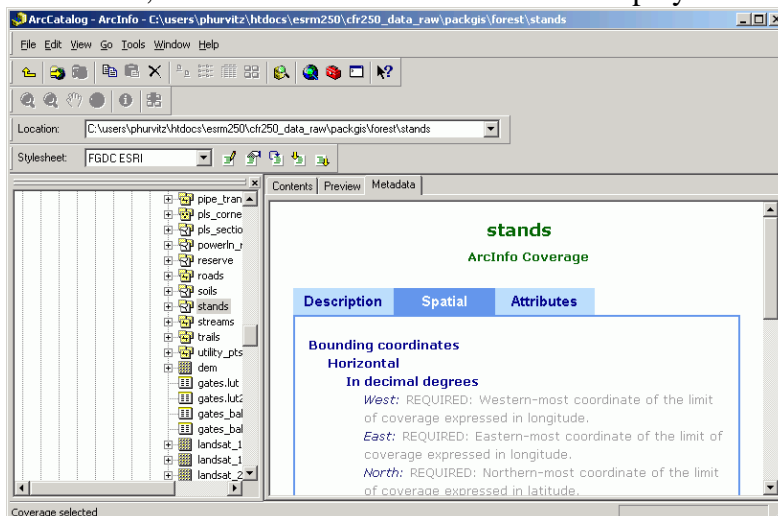 ArcCatalog - ArcInfo - C:\users\phurvitz\htdocs\esrm250\cfr250_data_raw\packgis\forest\stands
File Edit View Go Tools Window Help
Location: C:\users\phurvitz\htdocs\esrm250\cfr250_data_raw\packgis\forest\stands
Stylesheet: FGDC ESRI
Contents Preview Metadata
pipe_tran
pls_corne
pls_sectio
powerln_r
reserve
roads
soils
stands
streams
trails
utility_pts
dem
gates.lut
gates.lut2
gates_bal
gates_bal
landsat_1
landsat_1
landsat_2
stands
ArcInfo Coverage
Description Spatial Attributes
Bounding coordinates
Horizontal
In decimal degrees
West: REQUIRED: Western-most coordinate of the limit
of coverage expressed in longitude.
East: REQUIRED: Eastern-most coordinate of the limit of
coverage expressed in longitude.
North: REQUIRED: Northern-most coordinate of the limit
of coverage expressed in latitude.
Coverage selected